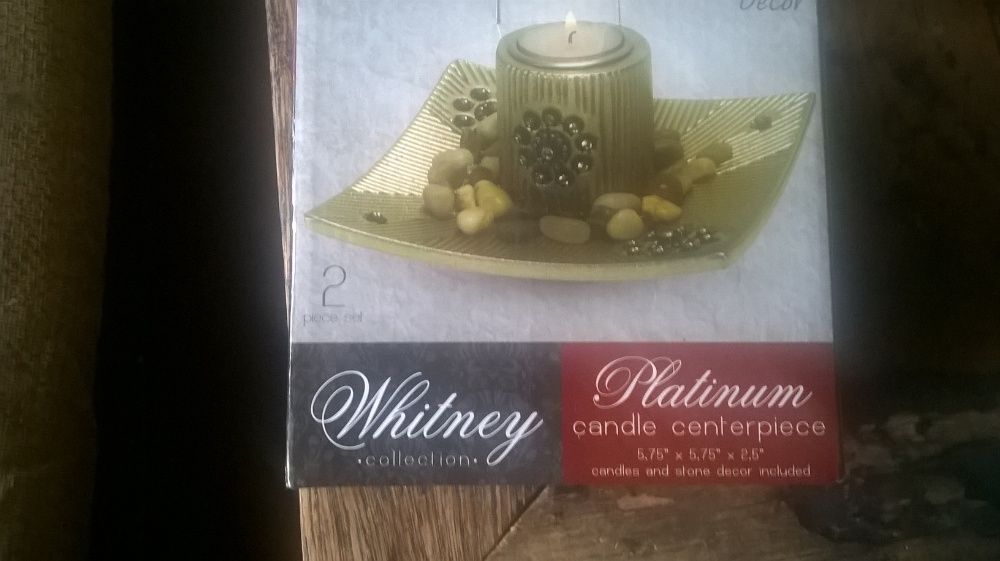 Decor
2
piece set
Whitney
•collection•
Platinum
candle centerpiece
5.75" x 5.75" x 2.5"
candles and stone decor included